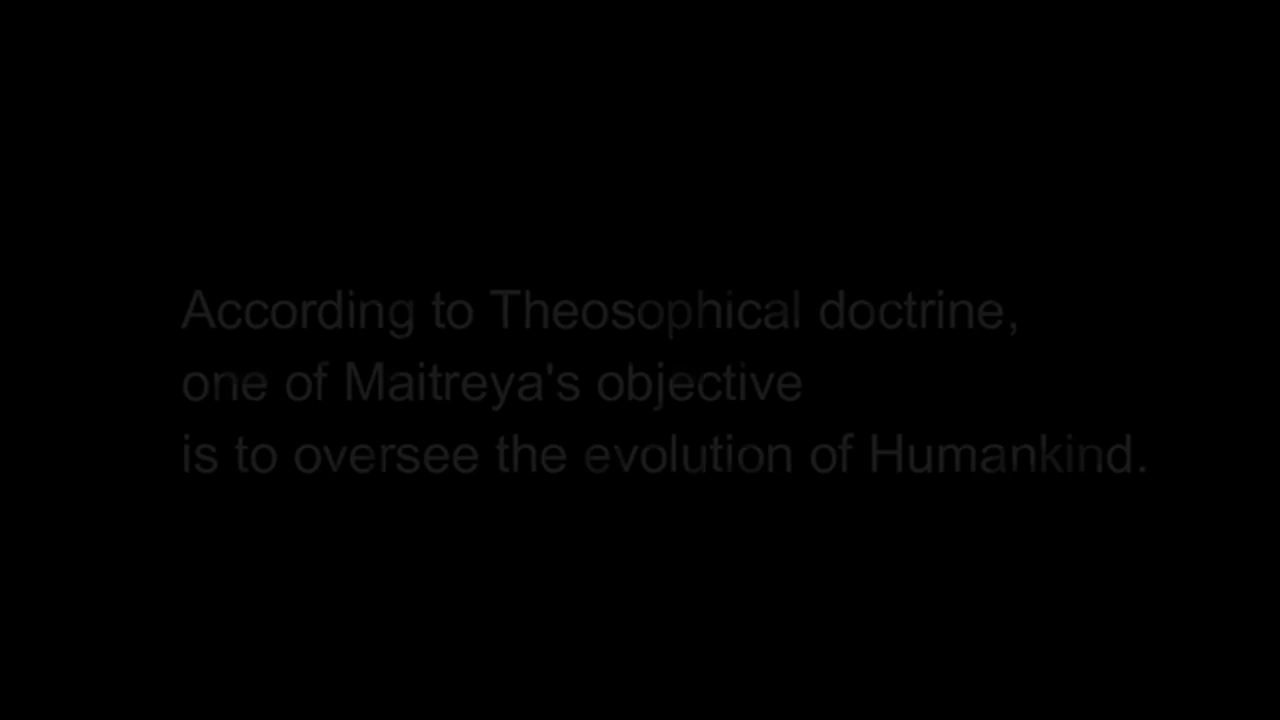 According to Theosophical doctrine,
one of Maitreya's objective
is to oversee the evolution of Humankind.